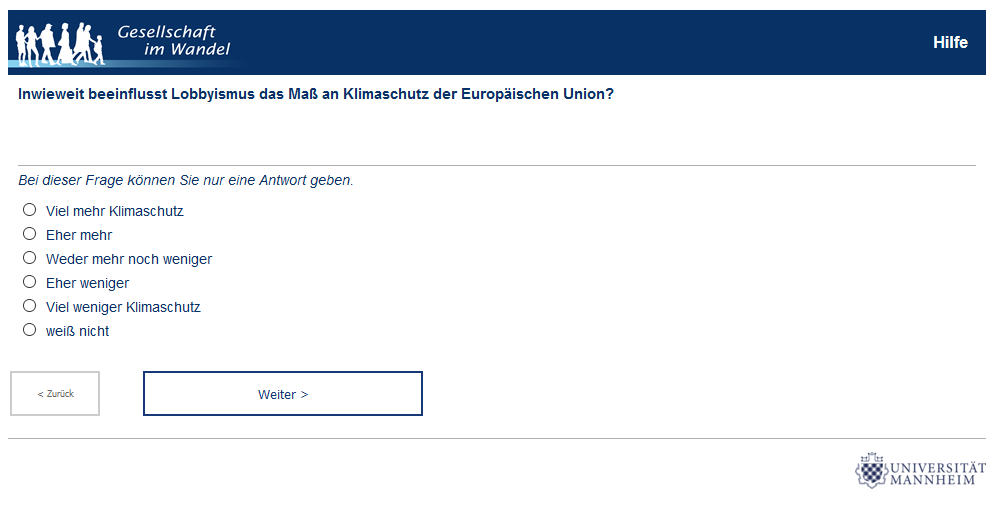 Gesellschaft
im Wandel
Hilfe
Inwieweit beeinflusst Lobbyismus das Maß an Klimaschutz der Europäischen Union?
Bei dieser Frage können Sie nur eine Antwort geben.
Viel mehr Klimaschutz
Eher mehr
Weder mehr noch weniger
Eher weniger
Viel weniger Klimaschutz
weiß nicht
< Zurück
Weiter >
UNIVERSITÄT
MANNHEIM